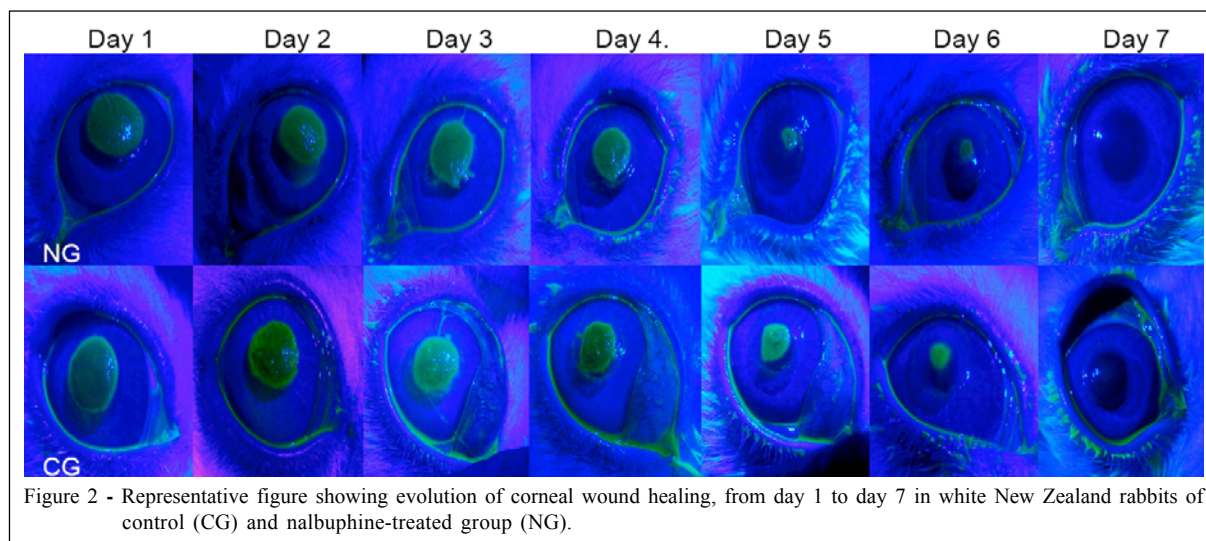 Day 1 Day 2 Day 3 Day 4. Day 5 Day 6 Day 7
NG
CG
Figure 2 - Representative figure showing evolution of corneal wound healing, from day 1 to day 7 in white New Zealand rabbits of
control (CG) and nalbuphine-treated group (NG).